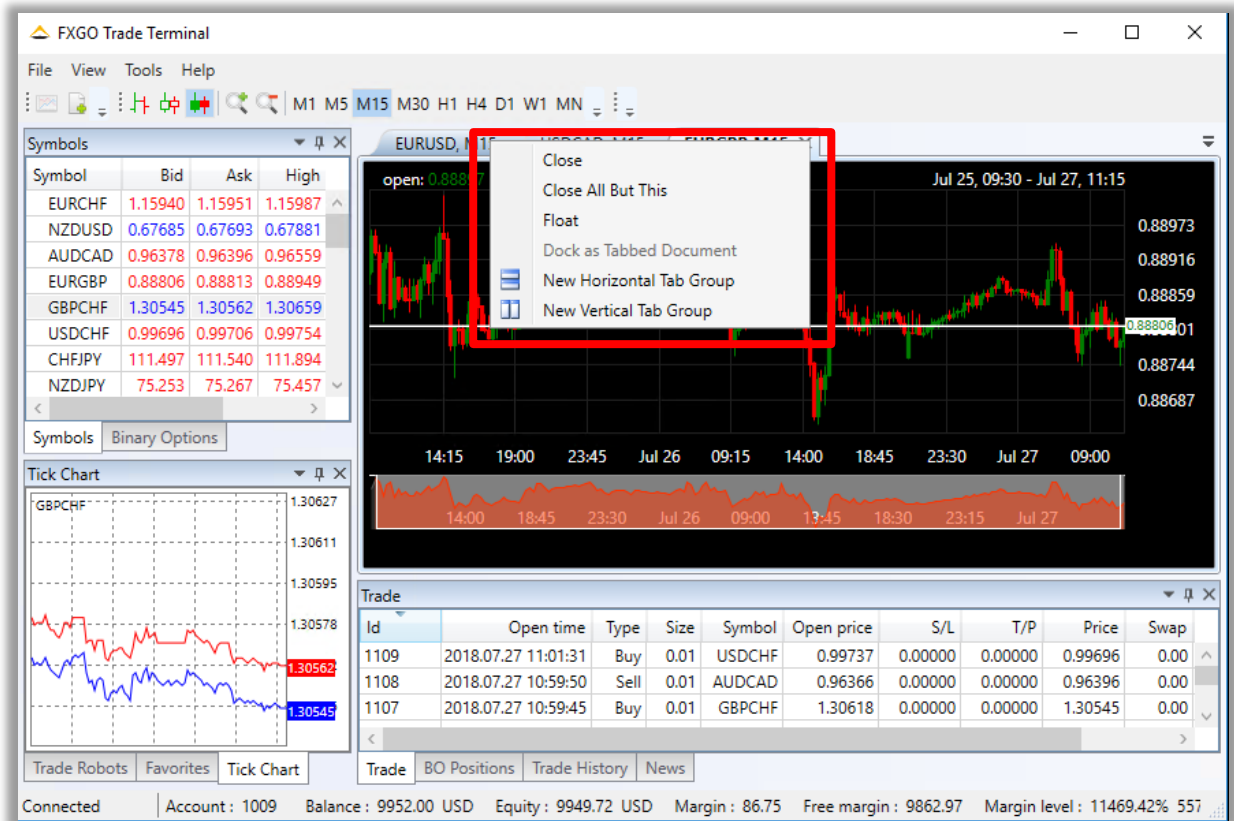 FXGO Trade Terminal
File View Tools Help
M1 M5 M15 M30 H1 H4 D1 W1 MN
Symbols
Symbol Bid Ask High
EURCHF 1.15940 1.15951 1.15987
NZDUSD 0.67685 0.67693 0.67881
AUDCAD 0.96378 0.96396 0.96559
EURGBP 0.88806 0.88813 0.88949
GBPCHF 1.30545 1.30562 1.30659
USDCHF 0.99696 0.99706 0.99754
CHFJPY 111.497 111.540 111.894
NZDJPY 75.253 75.267 75.457
Symbols Binary Options
Tick Chart
GBPCHF
1.30627
1.30611
1.30595
1.30578
1.30562
1.30545
Trade Robots Favorites Tick Chart
EURUSD, M15 USDCAD, M15 EURGBP, M15
open: 0.88897 Jul 25, 09:30 - Jul 27, 11:15
Close
Close All But This
Float
Dock as Tabbed Document
New Horizontal Tab Group
New Vertical Tab Group
0.88973
0.88916
0.88859
0.88806
0.88744
0.88687
14:15 19:00 23:45 Jul 26 09:15 14:00 18:45 23:30 Jul 27 09:00
14:00 18:45 23:30 Jul 26 09:00 13:45 18:30 23:15 Jul 27
Trade
Id Open time Type Size Symbol Open price S/L T/P Price Swap
1109 2018.07.27 11:01:31 Buy 0.01 USDCHF 0.99737 0.00000 0.00000 0.99696 0.00
1108 2018.07.27 10:59:50 Sell 0.01 AUDCAD 0.96366 0.00000 0.00000 0.96396 0.00
1107 2018.07.27 10:59:45 Buy 0.01 GBPCHF 1.30618 0.00000 0.00000 1.30545 0.00
Trade BO Positions Trade History News
Connected Account : 1009 Balance : 9952.00 USD Equity : 9949.72 USD Margin : 86.75 Free margin : 9862.97 Margin level : 11469.42% 557